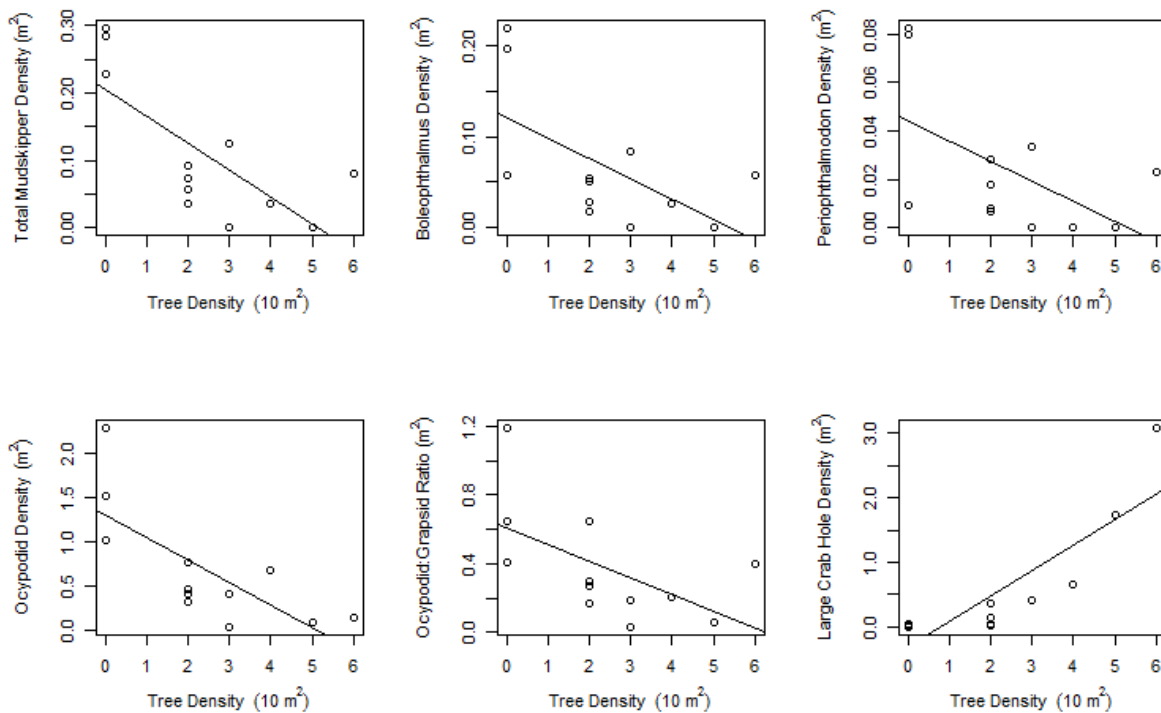 Total Mudskipper Density (m²)
0.00 0.10 0.20 0.30
0 1 2 3 4 5 6
Tree Density (10 m²)
Boleophthalmus Density (m²)
0.00 0.10 0.20
0 1 2 3 4 5 6
Tree Density (10 m²)
Periophthalmodon Density (m²)
0.00 0.02 0.04 0.06 0.08
0 1 2 3 4 5 6
Tree Density (10 m²)
Ocypodid Density (m²)
0.0 0.5 1.0 1.5 2.0
0 1 2 3 4 5 6
Tree Density (10 m²)
Ocypodid:Grapsid Ratio (m²)
0.0 0.4 0.8 1.2
0 1 2 3 4 5 6
Tree Density (10 m²)
Large Crab Hole Density (m²)
0.0 1.0 2.0 3.0
0 1 2 3 4 5 6
Tree Density (10 m²)